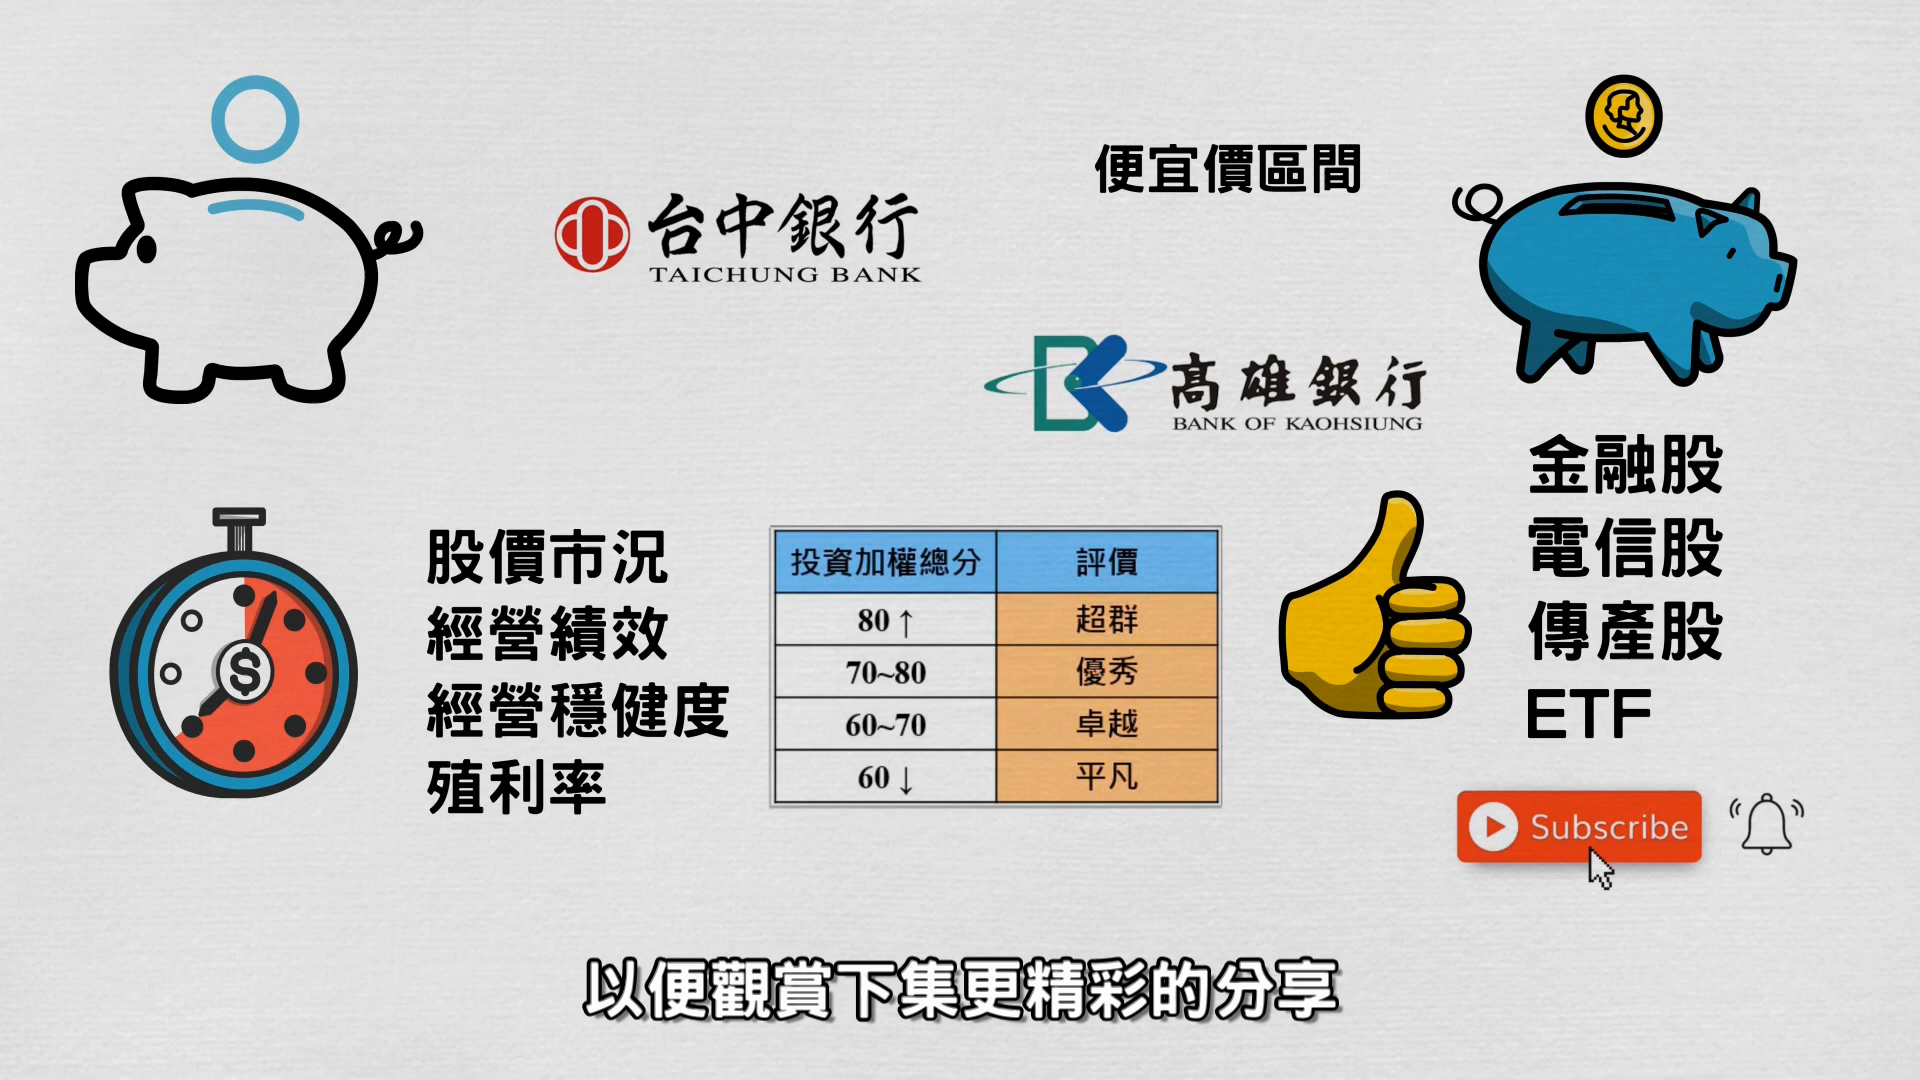 便宜價區間
台中銀行
TAICHUNG BANK
高雄銀行
BANK OF KAOHSIUNG
股價市況
經營績效
經營穩健度
殖利率
投資加權總分 評價
80↑ 超群
70~80 優秀
60~70 卓越
60↓ 平凡
金融股
電信股
傳產股
ETF
Subscribe
以便觀賞下集更精彩的分享